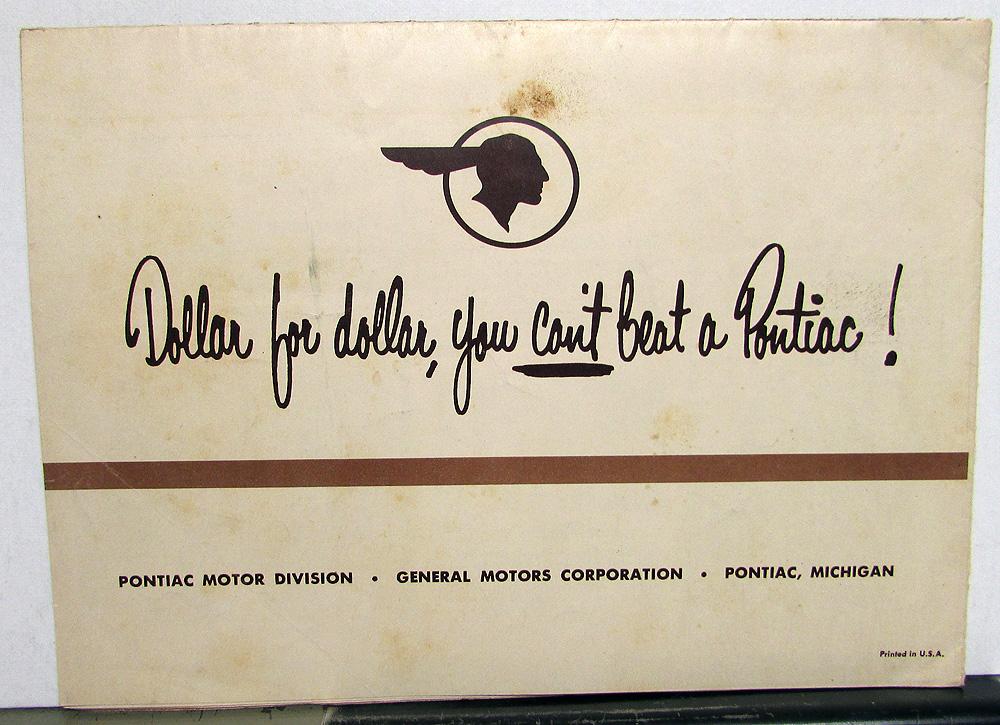 Dollar for dollar, you can't beat a Pontiac!
PONTIAC MOTOR DIVISION • GENERAL MOTORS CORPORATION • PONTIAC, MICHIGAN
Printed in U.S.A.